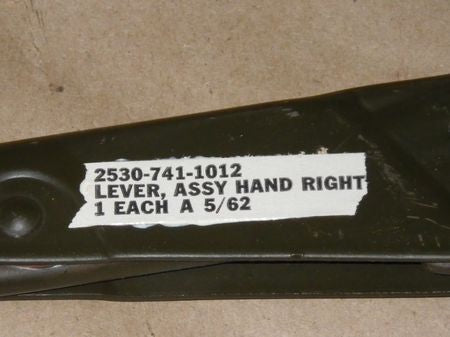 2530-741-1012
LEVER, ASSY HAND RIGHT
1 EACH A 5/62